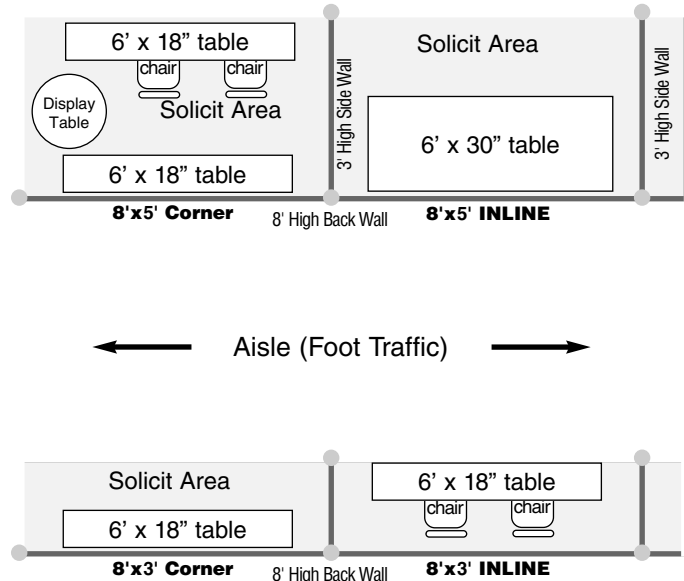 6’ x 18” table
chair
chair
Solicit Area
Display
Table
6’ x 18” table
3' High Side Wall
Solicit Area
6’ x 30” table
3' High Side Wall
8'x5' Corner
8' High Back Wall
8'x5' INLINE
Aisle (Foot Traffic)
Solicit Area
6’ x 18” table
6’ x 18” table
chair
chair
8'x3' Corner
8' High Back Wall
8'x3' INLINE